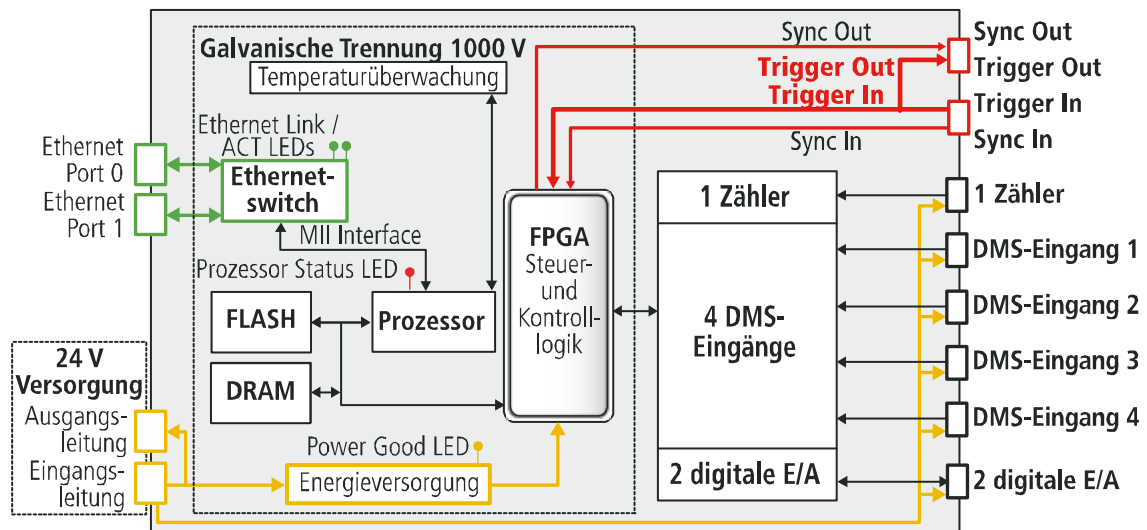 Galvanische Trennung 1000 V
Temperaturüberwachung
Ethernet Link /
ACT LEDs
Ethernet
Port 0
Ethernet
Port 1
Ethernet-
switch
MII Interface
Prozessor Status LED
FLASH
Prozessor
DRAM
24 V
Versorgung
Ausgangs-
leitung
Eingangs-
leitung
Power Good LED
Energieversorgung
FPGA
Steuer-
und
Kontroll-
logik
Sync Out
Trigger Out
Trigger In
Sync In
Sync Out
Trigger Out
Trigger In
Sync In
1 Zähler
4 DMS-
Eingänge
2 digitale E/A
1 Zähler
DMS-Eingang 1
DMS-Eingang 2
DMS-Eingang 3
DMS-Eingang 4
2 digitale E/A